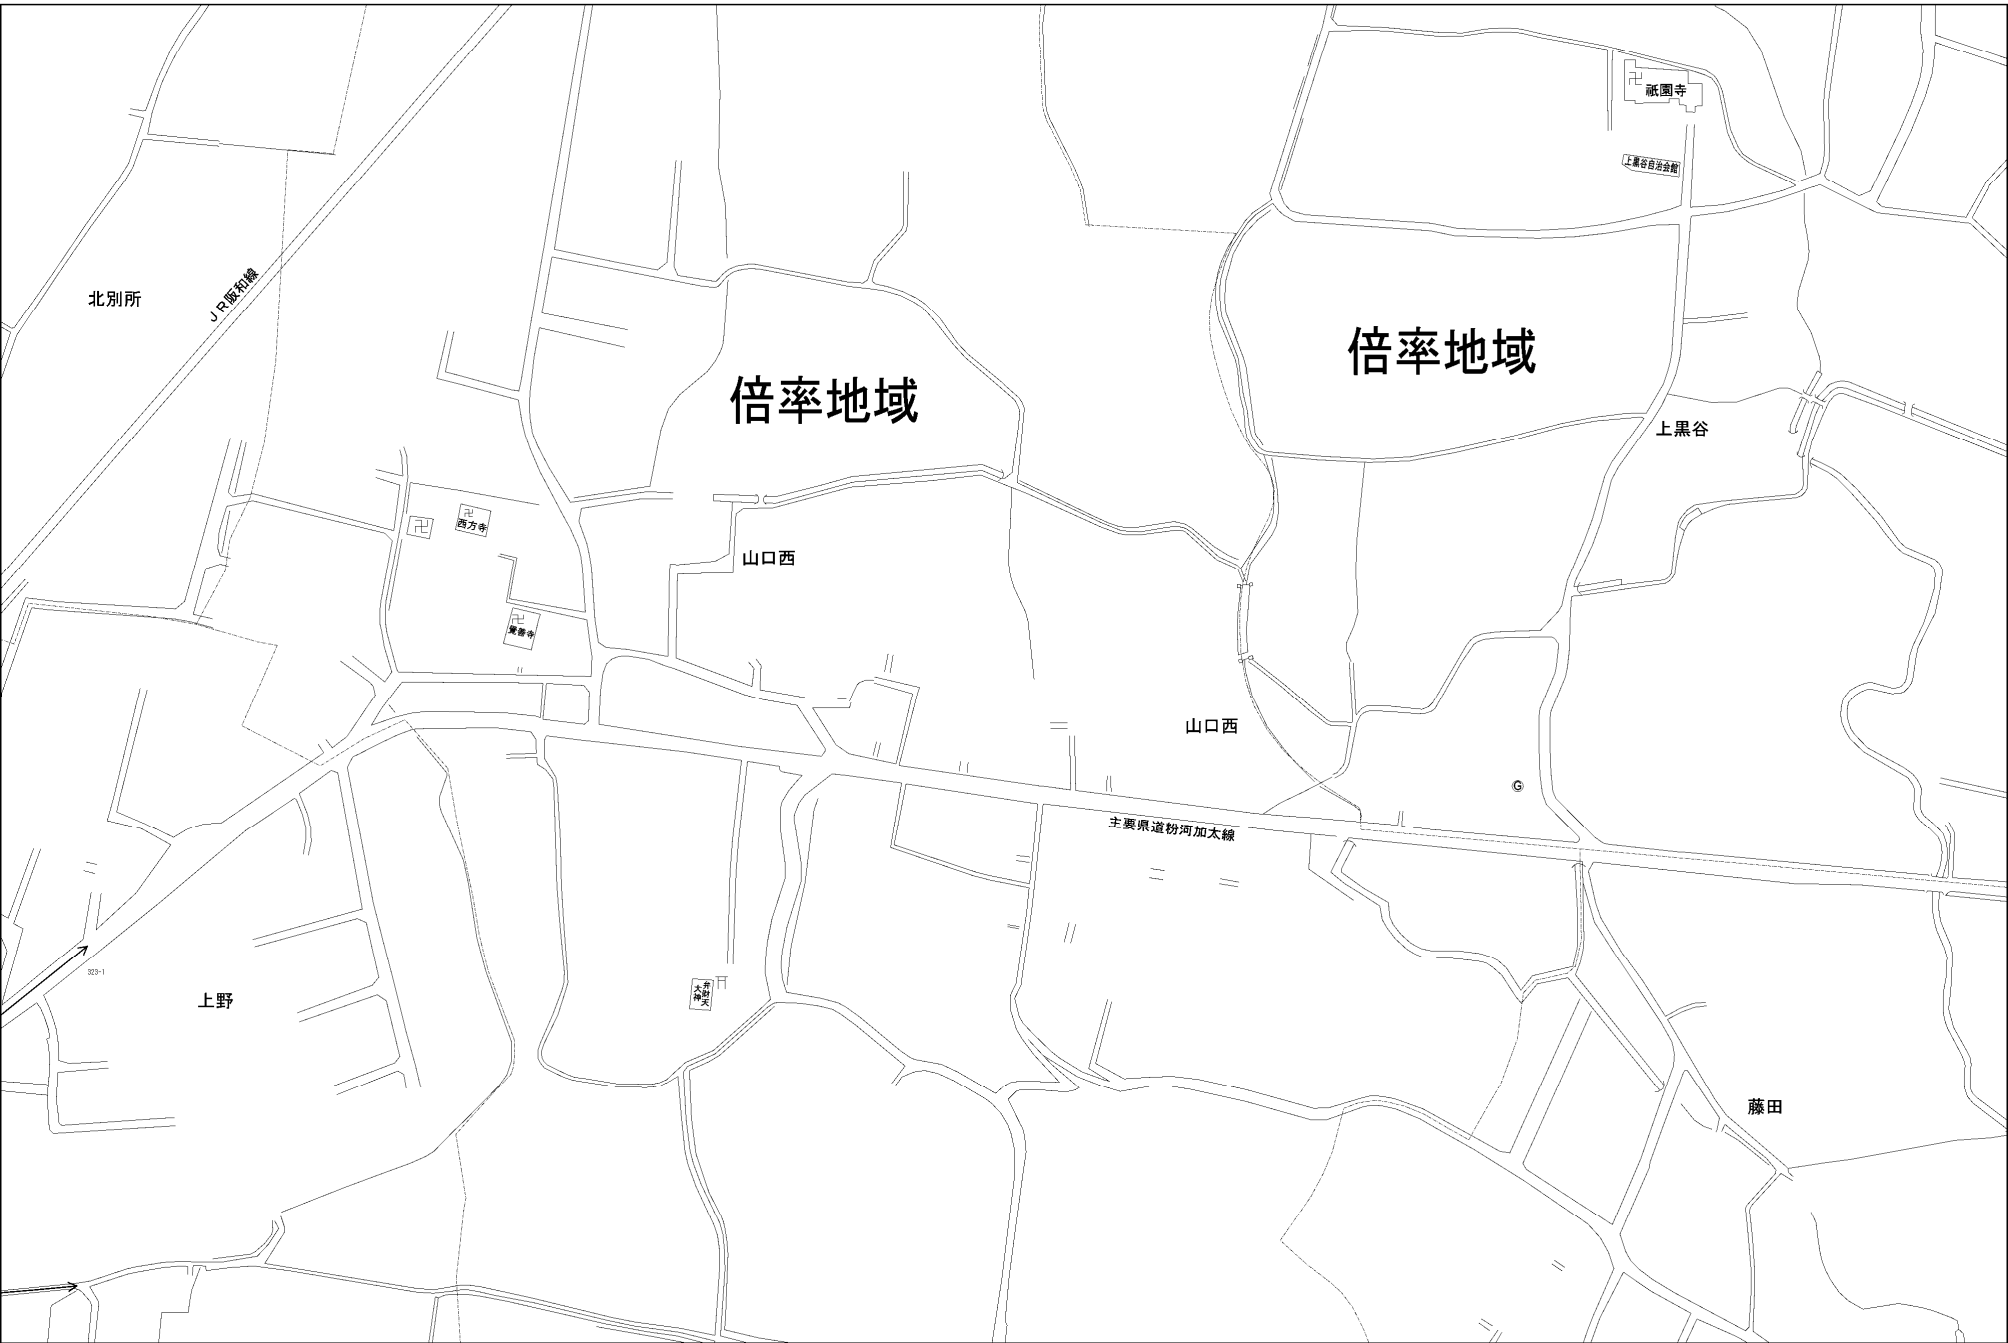 祇園寺
上黒谷自治会館
北別所
JR阪和線
倍率地域
倍率地域
上黒谷
西方寺
山口西
覺善寺
山口西
G
主要県道粉河加太線
323-1
上野
弁財天
大神
藤田